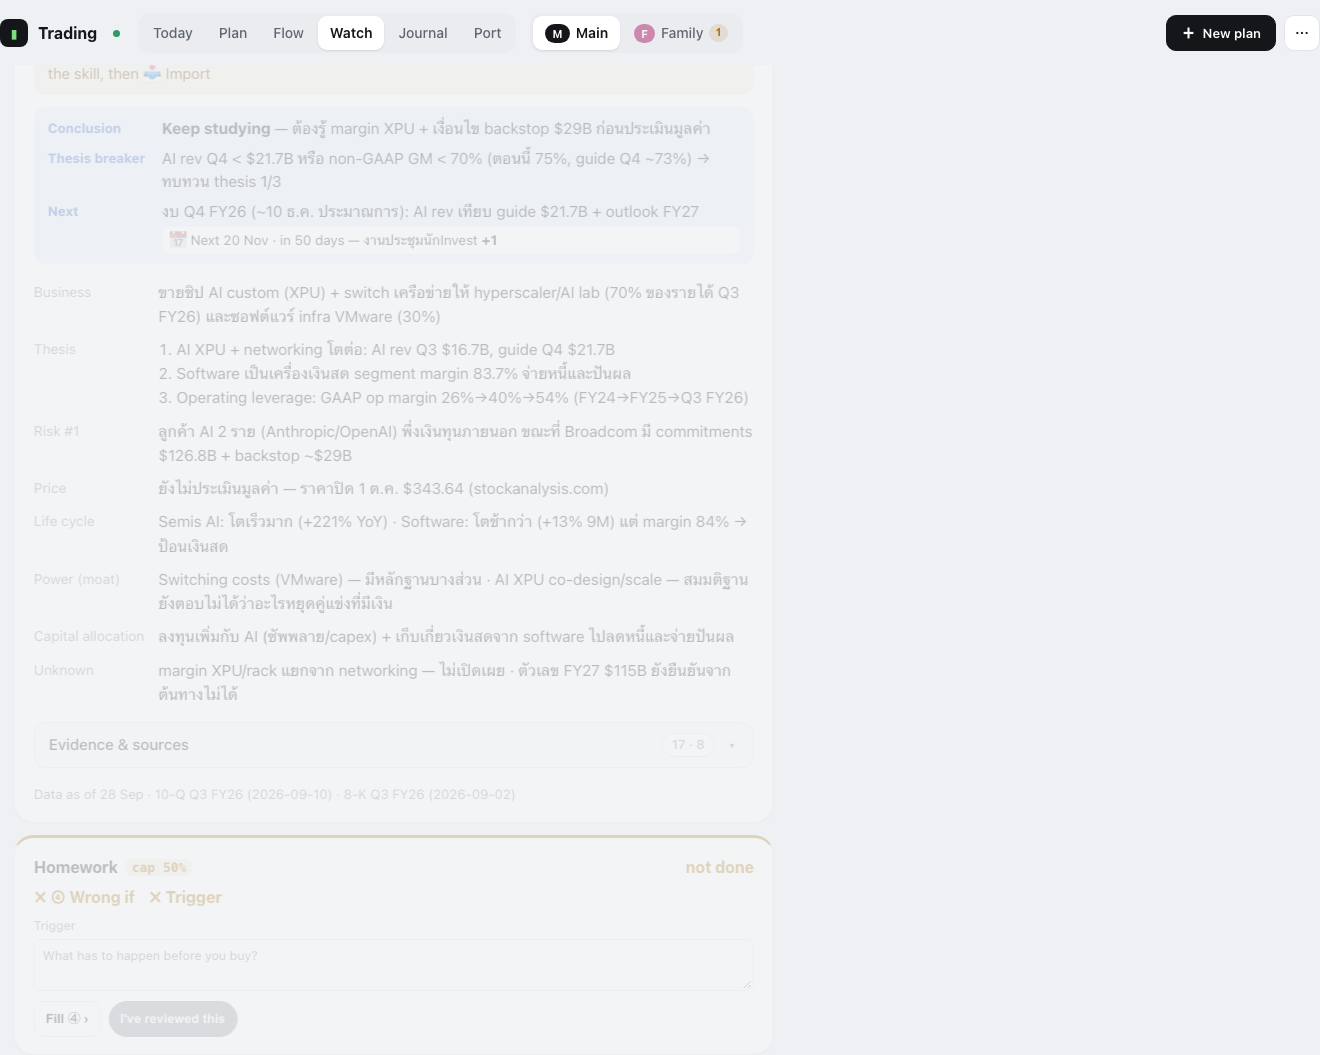 Trading
Today Plan Flow Watch Journal Port
M Main F Family 1
+ New plan
the skill, then 📥 Import
Conclusion Keep studying — ต้องรู้ margin XPU + เงื่อนไข backstop $29B ก่อนประเมินมูลค่า
Thesis breaker AI rev Q4 < $21.7B หรือ non-GAAP GM < 70% (ตอนนี้ 75%, guide Q4 ~73%) →
ทบทวน thesis 1/3
Next งบ Q4 FY26 (~10 ธ.ค. ประมาณการ): AI rev เทียบ guide $21.7B + outlook FY27
📅 Next 20 Nov · in 50 days — งานประชุมนักInvest +1
Business ขายชิป AI custom (XPU) + switch เครือข่ายให้ hyperscaler/AI lab (70% ของรายได้ Q3
FY26) และซอฟต์แวร์ infra VMware (30%)
Thesis 1. AI XPU + networking โตต่อ: AI rev Q3 $16.7B, guide Q4 $21.7B
2. Software เป็นเครื่องเงินสด segment margin 83.7% จ่ายหนี้และปันผล
3. Operating leverage: GAAP op margin 26%→40%→54% (FY24→FY25→Q3 FY26)
Risk #1 ลูกค้า AI 2 ราย (Anthropic/OpenAI) พึ่งเงินทุนภายนอก ขณะที่ Broadcom มี commitments
$126.8B + backstop ~$29B
Price ยังไม่ประเมินมูลค่า — ราคาปิด 1 ต.ค. $343.64 (stockanalysis.com)
Life cycle Semis AI: โตเร็วมาก (+221% YoY) · Software: โตช้ากว่า (+13% 9M) แต่ margin 84% →
ป้อนเงินสด
Power (moat) Switching costs (VMware) — มีหลักฐานบางส่วน · AI XPU co-design/scale — สมมติฐาน
ยังตอบไม่ได้ว่าอะไรหยุดคู่แข่งที่มีเงิน
Capital allocation ลงทุนเพิ่มกับ AI (ซัพพลาย/capex) + เก็บเกี่ยวเงินสดจาก software ไปลดหนี้และจ่ายปันผล
Unknown margin XPU/rack แยกจาก networking — ไม่เปิดเผย · ตัวเลข FY27 $115B ยังยืนยันจาก
ต้นทางไม่ได้
Evidence & sources 17 · 8
Data as of 28 Sep · 10-Q Q3 FY26 (2026-09-10) · 8-K Q3 FY26 (2026-09-02)
Homework cap 50% not done
✕ ④ Wrong if ✕ Trigger
Trigger
What has to happen before you buy?
Fill ④ › I've reviewed this